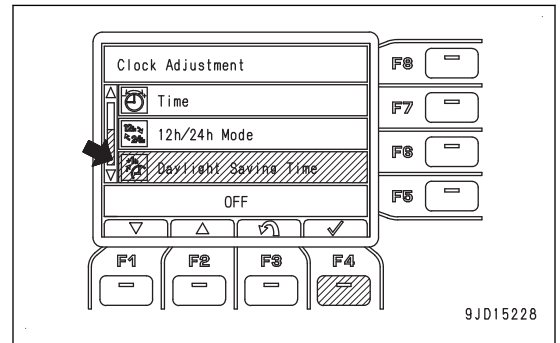 Clock Adjustment
Time
12h/24h Mode
Daylight Saving Time
OFF
F8
F7
F6
F5
F1
F2
F3
F4
9JD15228